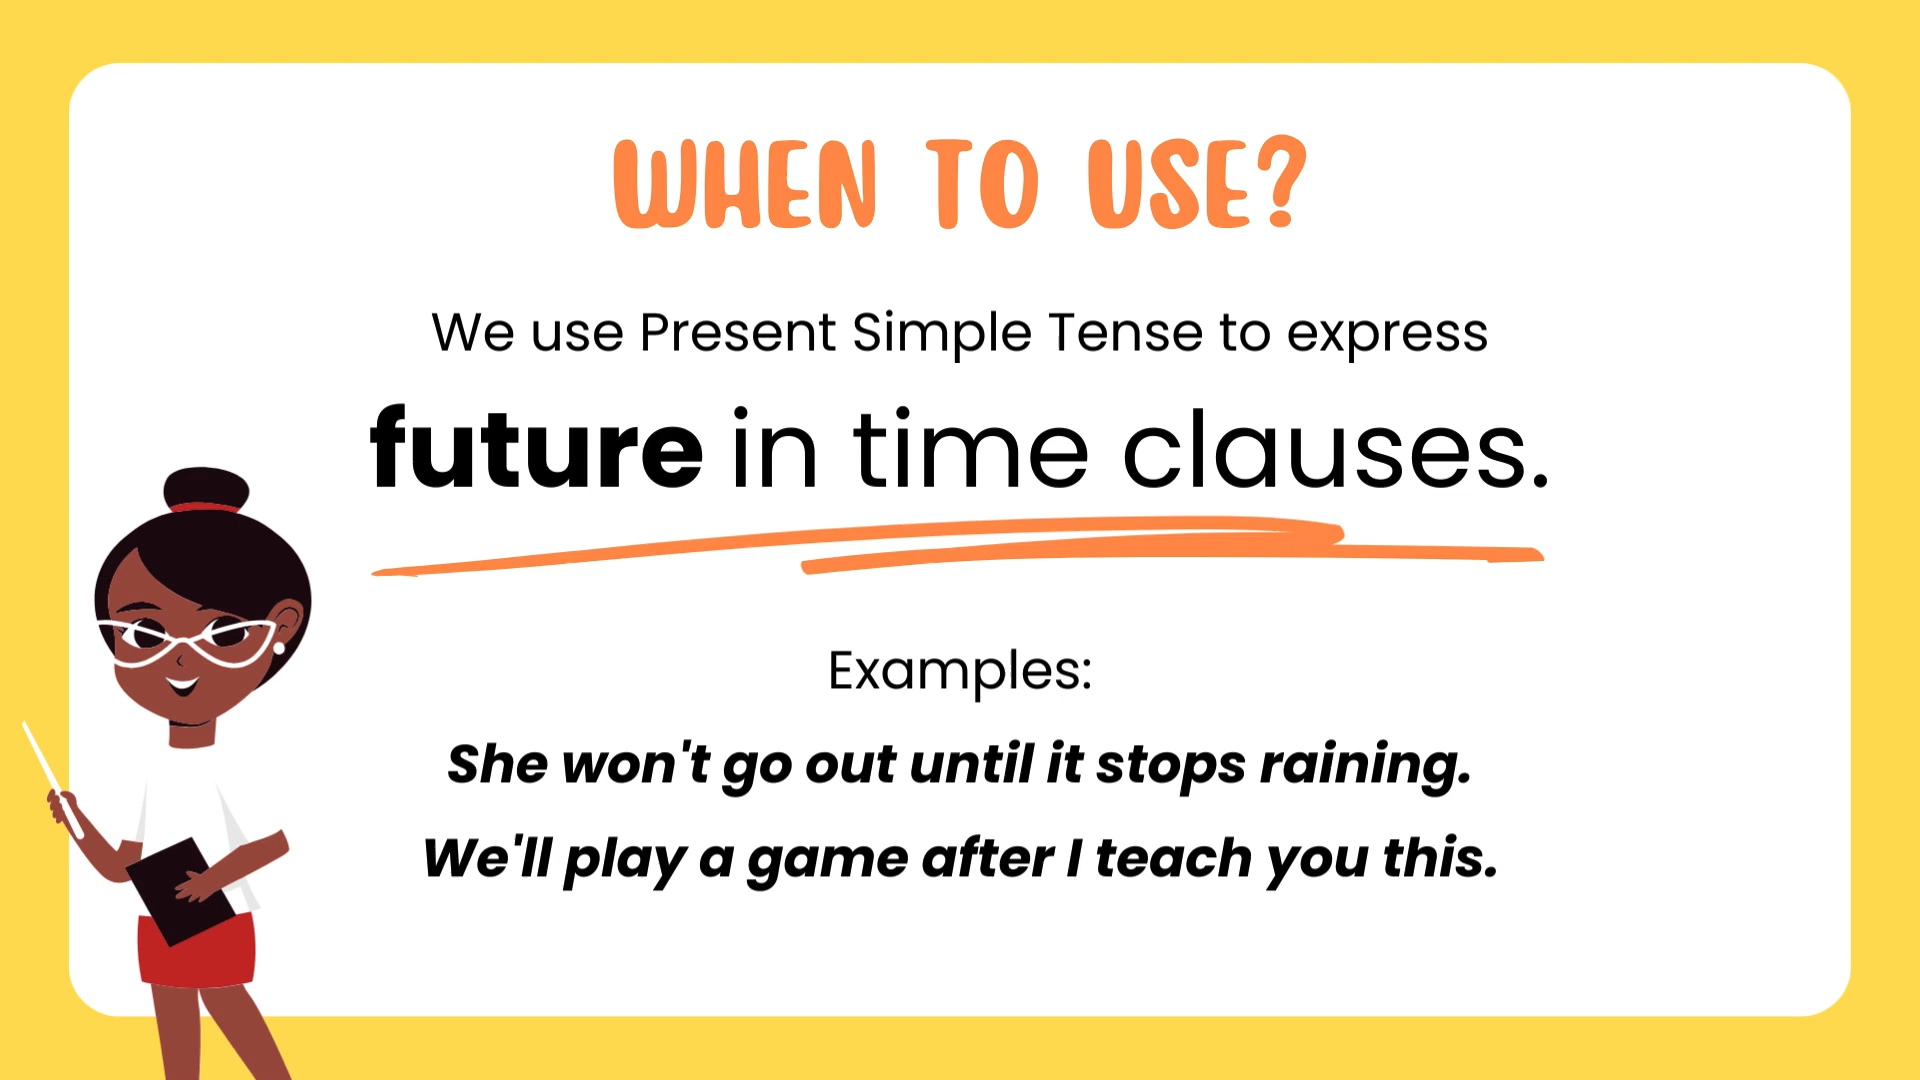 WHEN TO USE?
We use Present Simple Tense to express
future in time clauses.
Examples:
She won't go out until it stops raining.
We'll play a game after I teach you this.